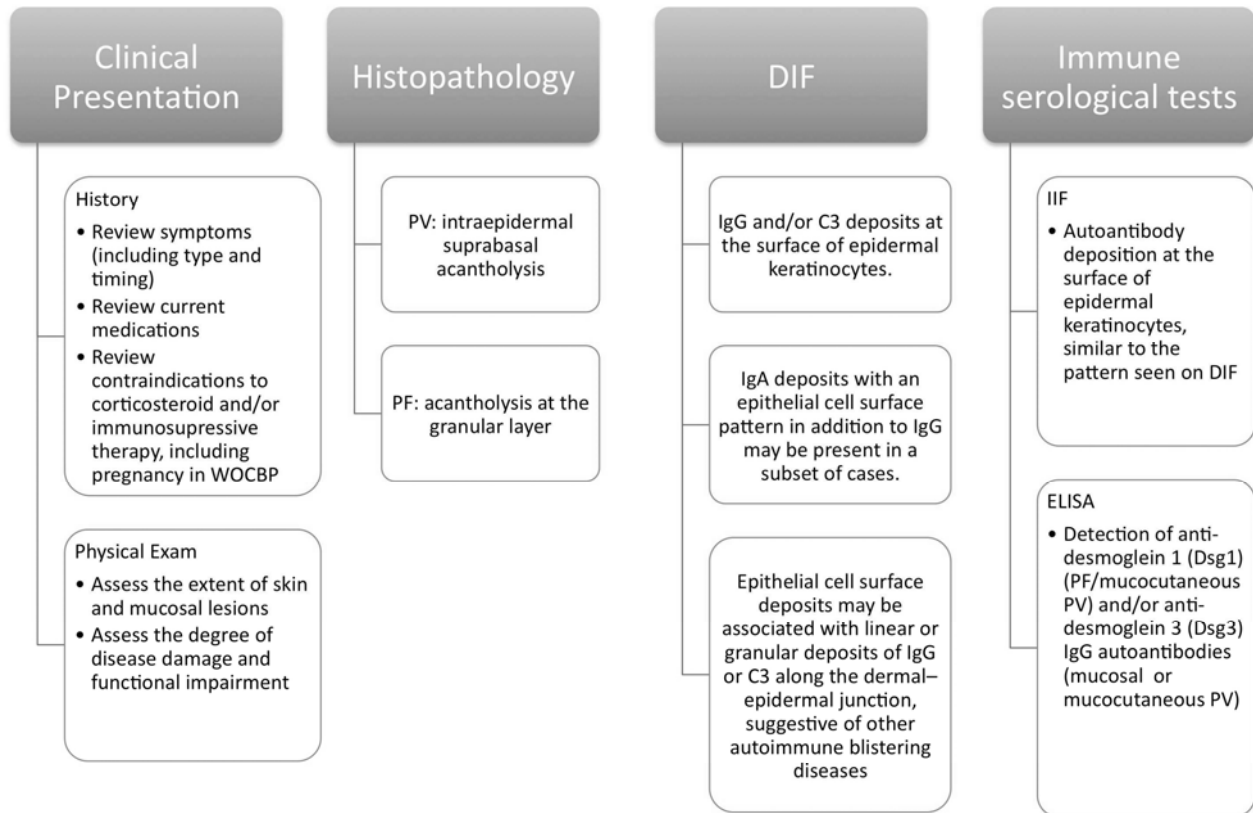 Clinical
Presentation
History
• Review symptoms
(including type and
timing)
• Review current
medications
• Review
contraindications to
corticosteroid and/or
immunosupressive
therapy, including
pregnancy in WOCBP
Physical Exam
• Assess the extent of skin
and mucosal lesions
• Assess the degree of
disease damage and
functional impairment
Histopathology
PV: intraepidermal
suprabasal
acantholysis
PF: acantholysis at the
granular layer
DIF
IgG and/or C3 deposits at
the surface of epidermal
keratinocytes.
IgA deposits with an
epithelial cell surface
pattern in addition to IgG
may be present in a
subset of cases.
Epithelial cell surface
deposits may be
associated with linear or
granular deposits of IgG
or C3 along the dermal–
epidermal junction,
suggestive of other
autoimmune blistering
diseases
Immune
serological tests
IIF
• Autoantibody
deposition at the
surface of
epidermal
keratinocytes,
similar to the
pattern seen on DIF
ELISA
• Detection of anti-
desmoglein 1 (Dsg1)
(PF/mucocutaneous
PV) and/or anti-
desmoglein 3 (Dsg3)
IgG autoantibodies
(mucosal or
mucocutaneous PV)